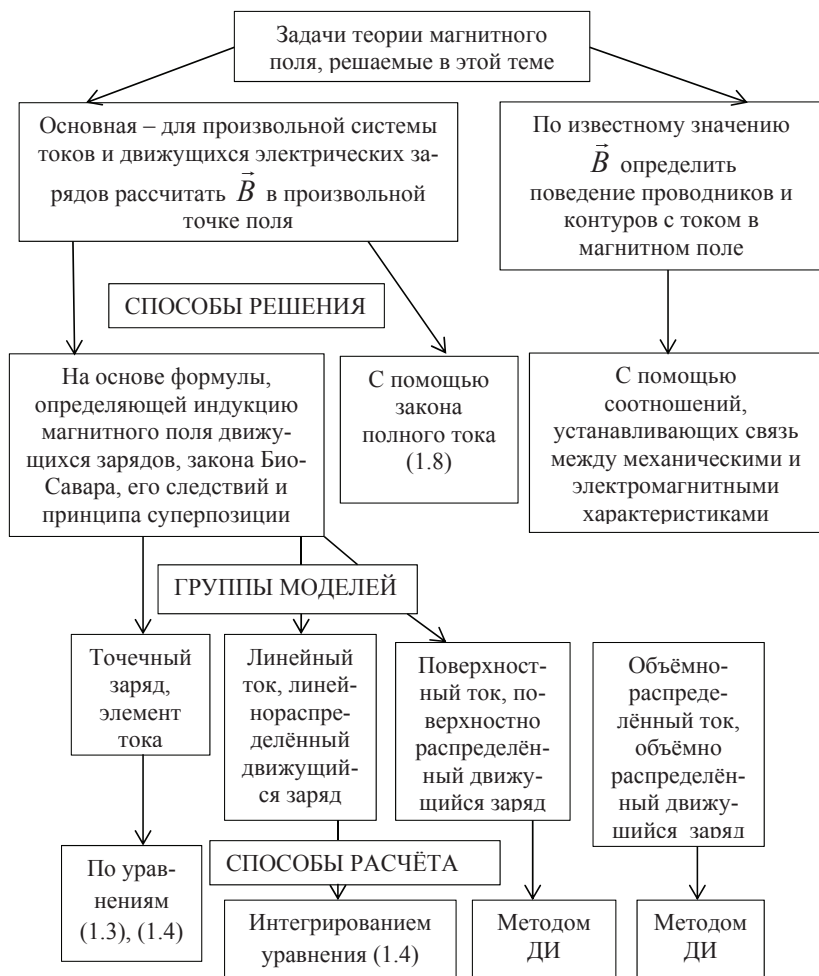 Задачи теории магнитного
поля, решаемые в этой теме
Основная – для произвольной системы
токов и движущихся электрических за-
рядов рассчитать B⃗ в произвольной
точке поля
По известному значению
B⃗ определить
поведение проводников и
контуров с током в
магнитном поле
СПОСОБЫ РЕШЕНИЯ
На основе формулы,
определяющей индукцию
магнитного поля движу-
щихся зарядов, закона Био-
Савара, его следствий и
принципа суперпозиции
С помощью
закона
полного тока
(1.8)
С помощью
соотношений,
устанавливающих связь
между механическими и
электромагнитными
характеристиками
ГРУППЫ МОДЕЛЕЙ
Точечный
заряд,
элемент
тока
Линейный
ток, линей-
нораспре-
делённый
движущий-
ся заряд
Поверхност-
ный ток, по-
верхностно
распределён-
ный движу-
щийся заряд
Объёмно-
распреде-
лённый ток,
объёмно
распределён-
ный движу-
шийся заряд
СПОСОБЫ РАСЧЁТА
По урав-
нениям
(1.3), (1.4)
Интегрированием
уравнения (1.4)
Методом
ДИ
Методом
ДИ